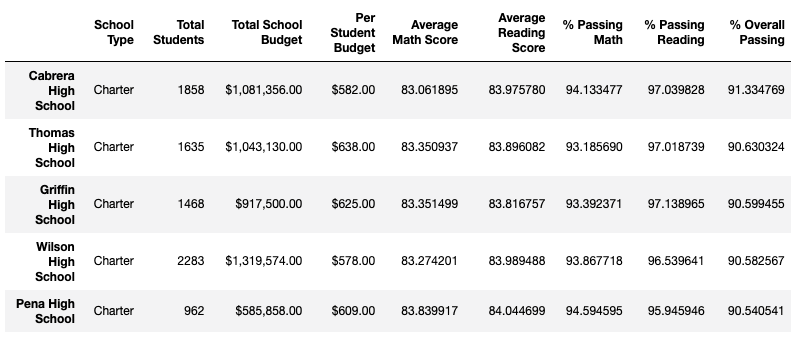 School Type Total Students Total School Budget Per Student Budget Average Math Score Average Reading Score % Passing Math % Passing Reading % Overall Passing
Cabrera High School Charter 1858 $1,081,356.00 $582.00 83.061895 83.975780 94.133477 97.039828 91.334769
Thomas High School Charter 1635 $1,043,130.00 $638.00 83.350937 83.896082 93.185690 97.018739 90.630324
Griffin High School Charter 1468 $917,500.00 $625.00 83.351499 83.816757 93.392371 97.138965 90.599455
Wilson High School Charter 2283 $1,319,574.00 $578.00 83.274201 83.989488 93.867718 96.539641 90.582567
Pena High School Charter 962 $585,858.00 $609.00 83.839917 84.044699 94.594595 95.945946 90.540541